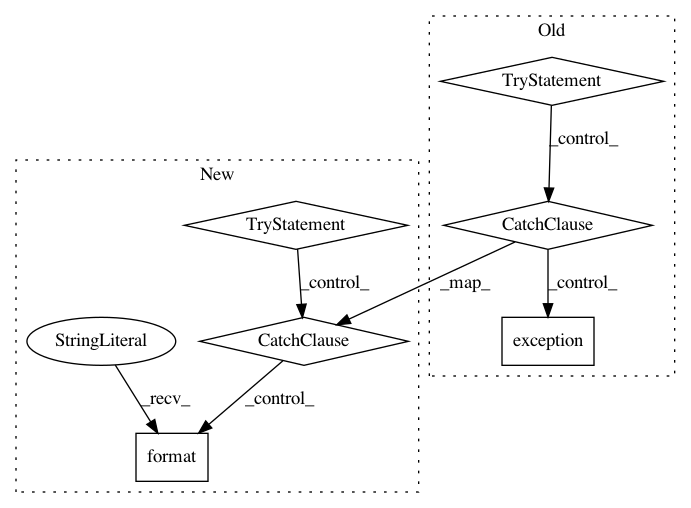 Old
TryStatement
_control_
New
TryStatement
CatchClause
_control_
_map_
_control_
StringLiteral
CatchClause
exception
_recv_
_control_
format